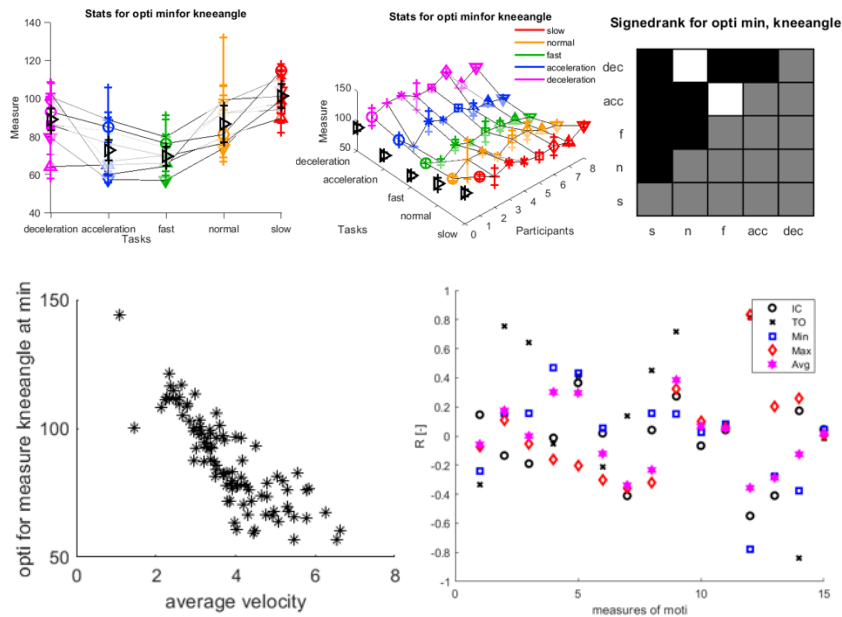 Stats for opti minfor kneeangle
140
120
100
80
60
40
Measure
deceleration
acceleration
fast
normal
slow
Tasks
Stats for opti minfor kneeangle
slow
normal
fast
acceleration
deceleration
150
100
50
Measure
deceleration
acceleration
fast
normal
slow
Tasks
0
1
2
3
4
5
6
7
8
Participants
Signedrank for opti min, kneeangle
dec
acc
f
n
s
s n f acc dec
opti for measure kneeangle at min
150
100
50
0 2 4 6 8
average velocity
R [-]
1
0.8
0.6
0.4
0.2
0
-0.2
-0.4
-0.6
-0.8
-1
0 5 10 15
measures of moti
IC
TO
Min
Max
Avg